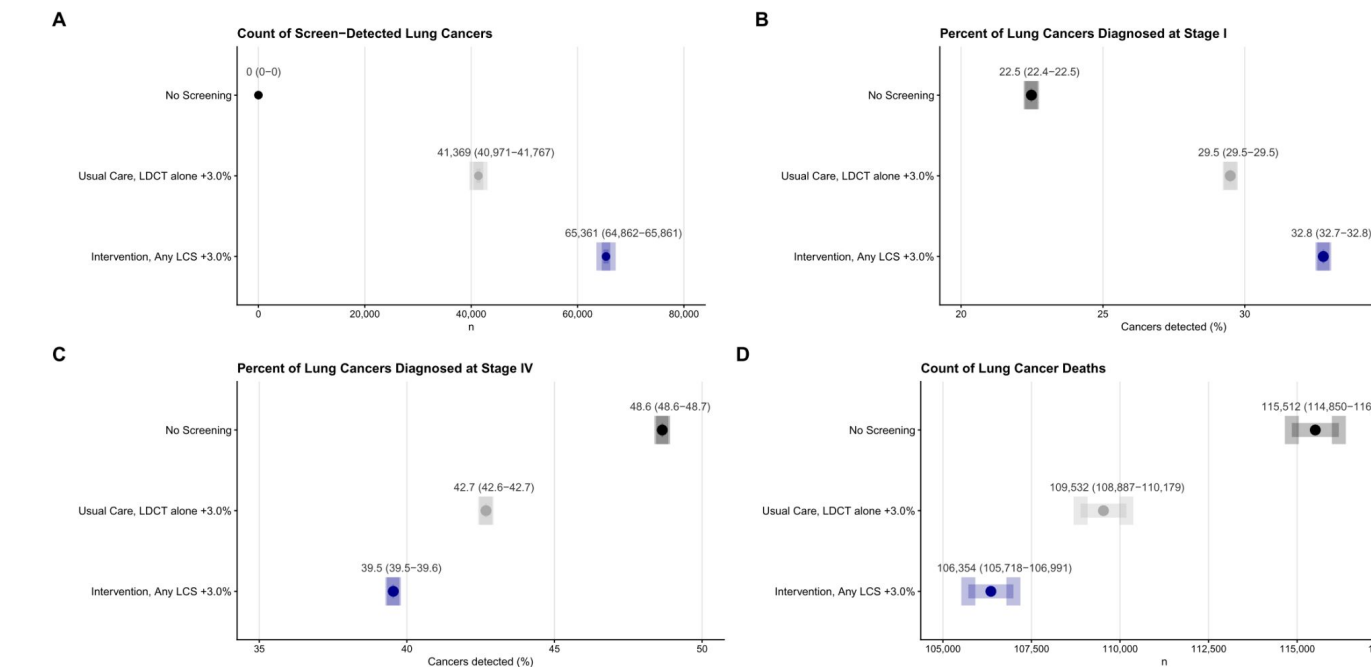 A
Count of Screen−Detected Lung Cancers
0 (0−0)
No Screening
41,369 (40,971−41,767)
Usual Care, LDCT alone +3.0%
65,361 (64,862−65,861)
Intervention, Any LCS +3.0%
0 20,000 40,000 60,000 80,000
n
B
Percent of Lung Cancers Diagnosed at Stage I
22.5 (22.4−22.5)
No Screening
29.5 (29.5−29.5)
Usual Care, LDCT alone +3.0%
32.8 (32.7−32.8)
Intervention, Any LCS +3.0%
20 25 30
Cancers detected (%)
C
Percent of Lung Cancers Diagnosed at Stage IV
48.6 (48.6−48.7)
No Screening
42.7 (42.6−42.7)
Usual Care, LDCT alone +3.0%
39.5 (39.5−39.6)
Intervention, Any LCS +3.0%
35 40 45 50
Cancers detected (%)
D
Count of Lung Cancer Deaths
115,512 (114,850−116
No Screening
109,532 (108,887−110,179)
Usual Care, LDCT alone +3.0%
106,354 (105,718−106,991)
Intervention, Any LCS +3.0%
105,000 107,500 110,000 112,500 115,000
n